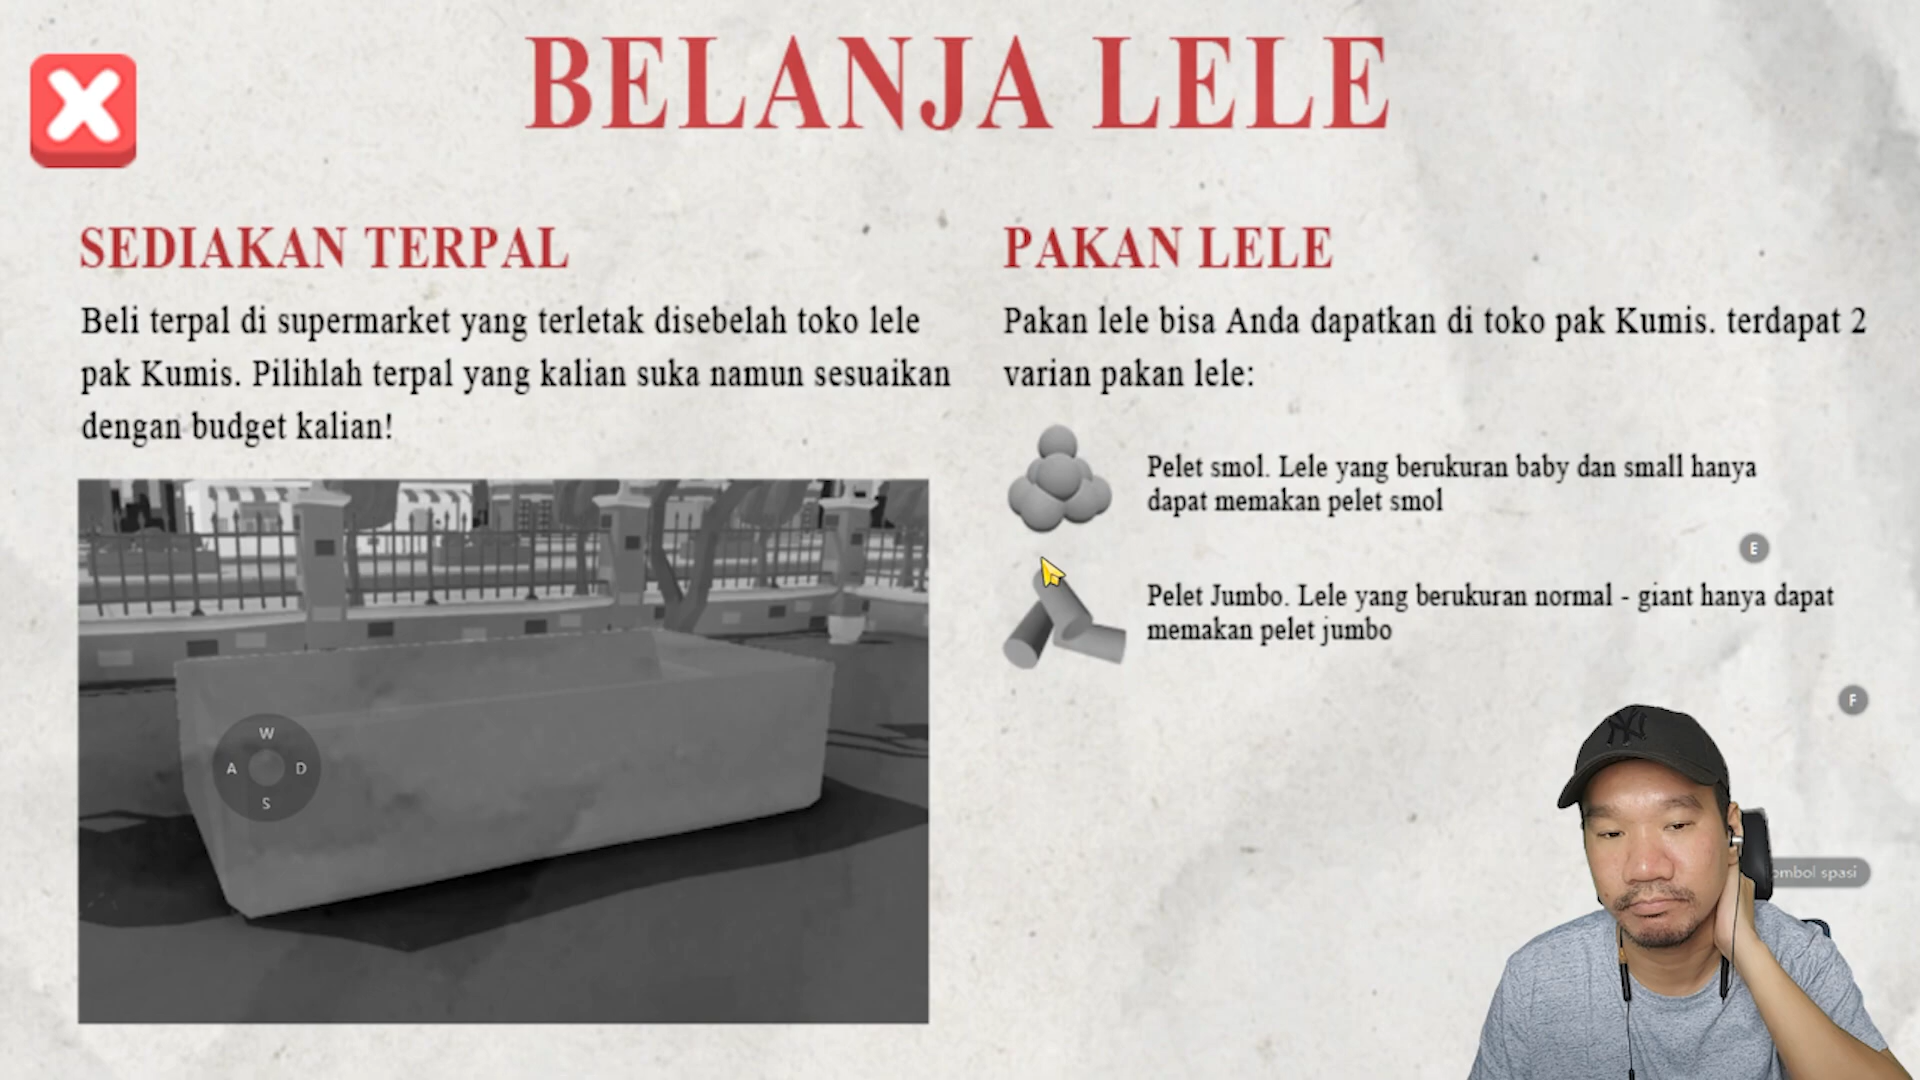 BELANJA LELE
SEDIAKAN TERPAL
Beli terpal di supermarket yang terletak disebelah toko lele
pak Kumis. Pilihlah terpal yang kalian suka namun sesuaikan
dengan budget kalian!
W
A D
S
PAKAN LELE
Pakan lele bisa Anda dapatkan di toko pak Kumis. terdapat 2
varian pakan lele:
Pelet smol. Lele yang berukuran baby dan small hanya
dapat memakan pelet smol
E
Pelet Jumbo. Lele yang berukuran normal - giant hanya dapat
memakan pelet jumbo
F
NY
ombol spasi